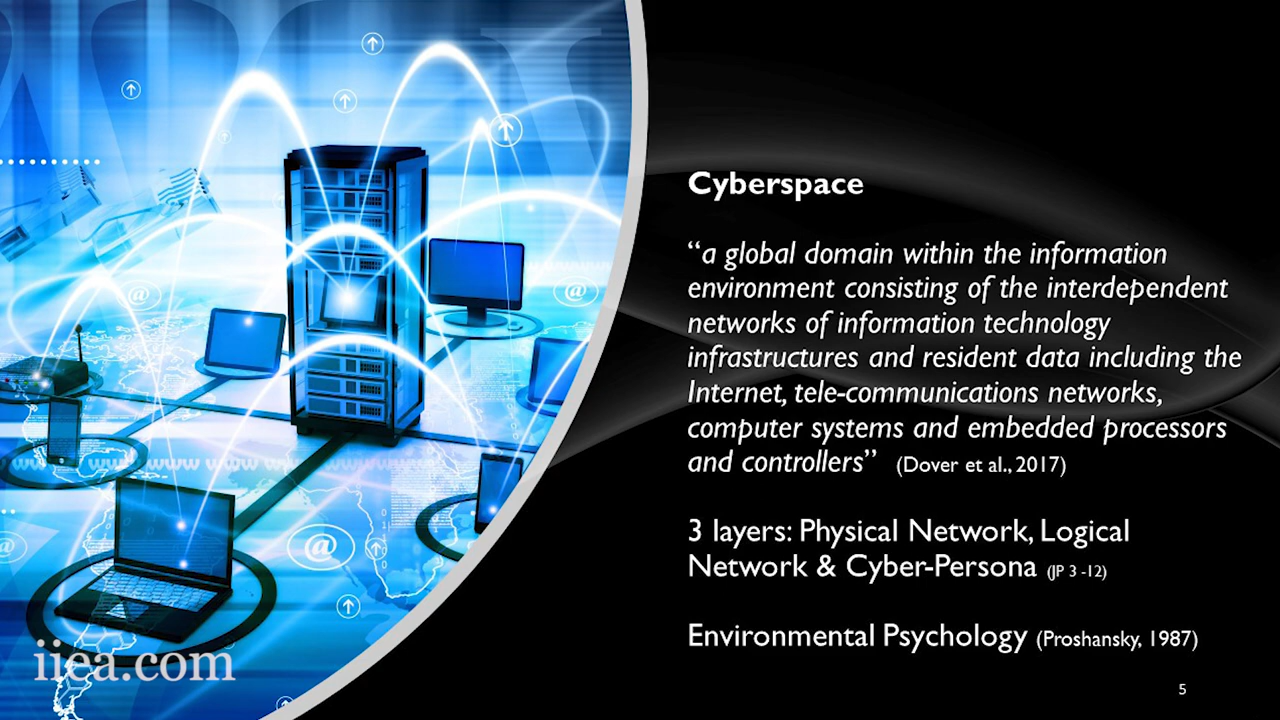 Cyberspace
“a global domain within the information
environment consisting of the interdependent
networks of information technology
infrastructures and resident data including the
Internet, tele-communications networks,
computer systems and embedded processors
and controllers” (Dover et al., 2017)
3 layers: Physical Network, Logical
Network & Cyber-Persona (JP 3 -12)
Environmental Psychology (Proshansky, 1987)
5
iiea.com